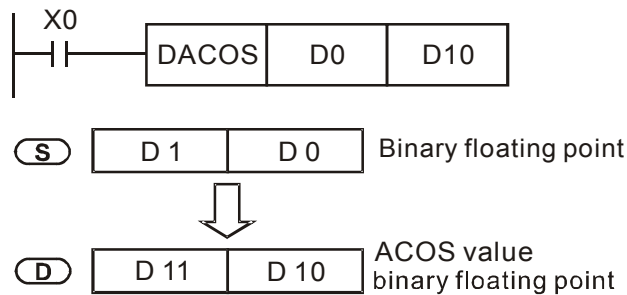 X0
DACOS D0 D10
S D 1 D 0 Binary floating point
D D 11 D 10 ACOS value
binary floating point